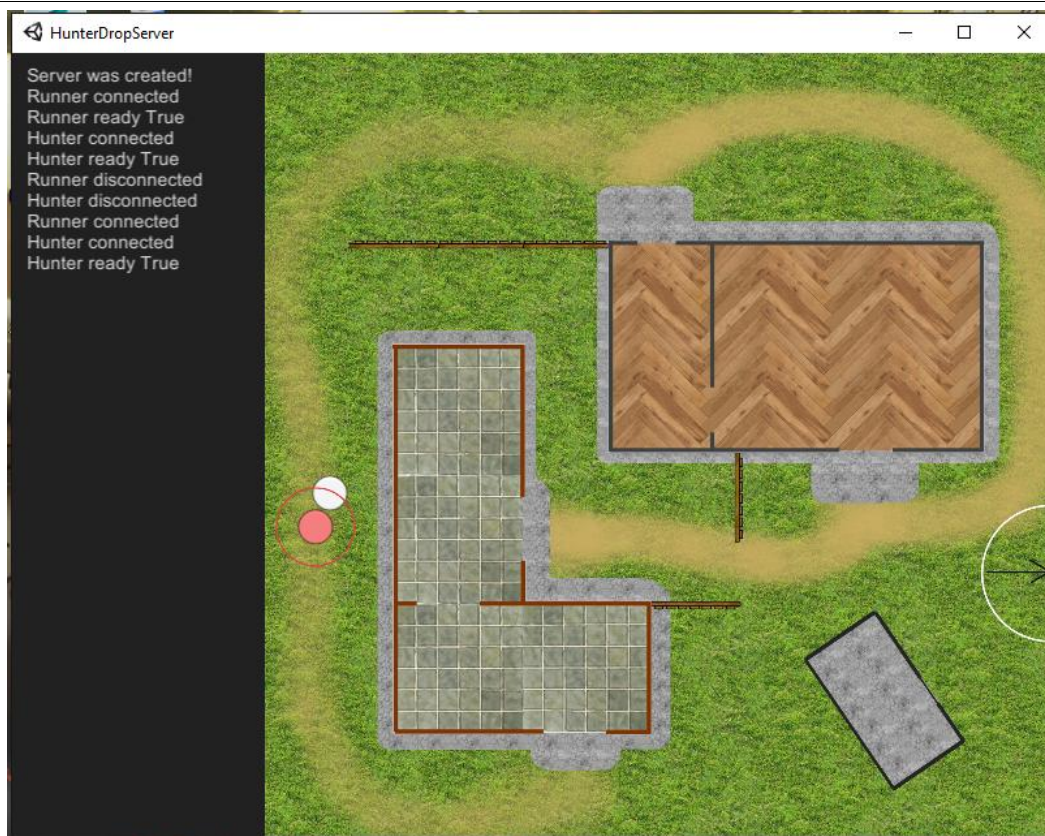 HunterDropServer
Server was created!
Runner connected
Runner ready True
Hunter connected
Hunter ready True
Runner disconnected
Hunter disconnected
Runner connected
Hunter connected
Hunter ready True